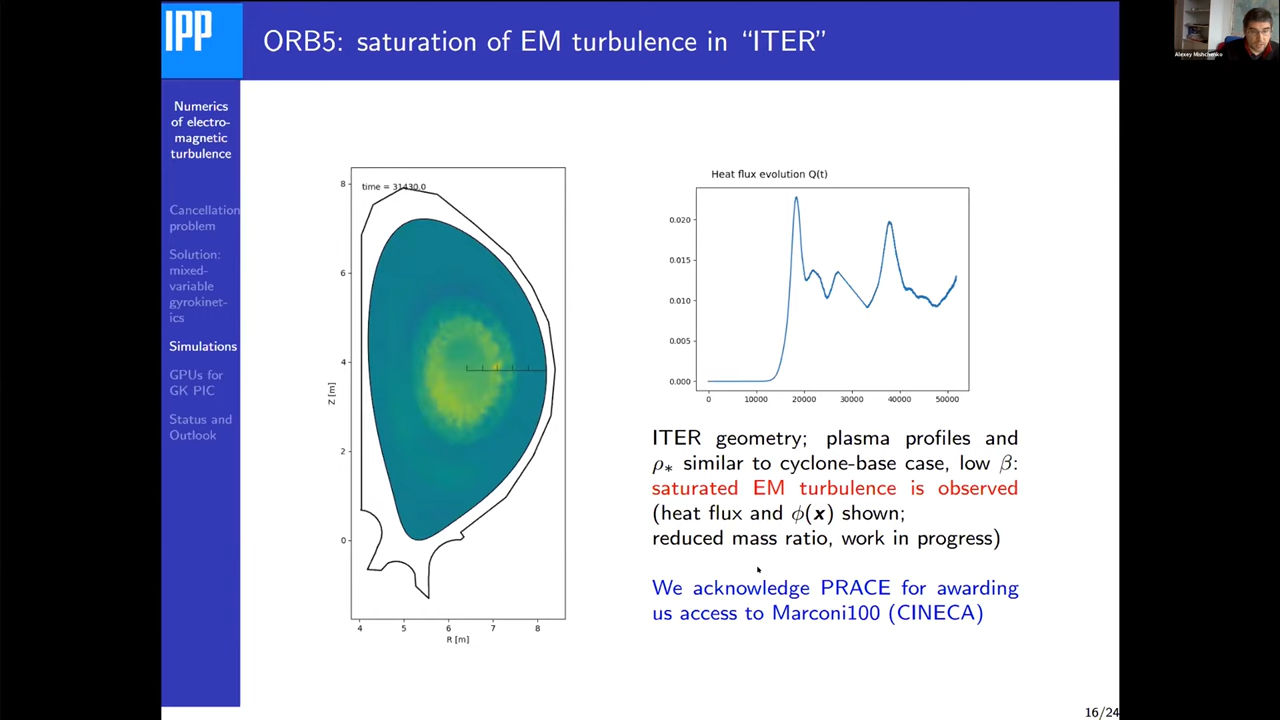 IPP
ORB5: saturation of EM turbulence in “ITER”
Alexey Mishchenko
Numerics
of electro-
magnetic
turbulence
Cancellation
problem
Solution:
mixed-
variable
gyrokinet-
ics
Simulations
GPUs for
GK PIC
Status and
Outlook
time = 31430.0
8
6
4
2
0
Z [m]
4 5 6 7 8
R [m]
Heat flux evolution Q(t)
0.020
0.015
0.010
0.005
0.000
0 10000 20000 30000 40000 50000
ITER geometry; plasma profiles and
ρ∗ similar to cyclone-base case, low β:
saturated EM turbulence is observed
(heat flux and ϕ(x) shown;
reduced mass ratio, work in progress)
We acknowledge PRACE for awarding
us access to Marconi100 (CINECA)
16/24